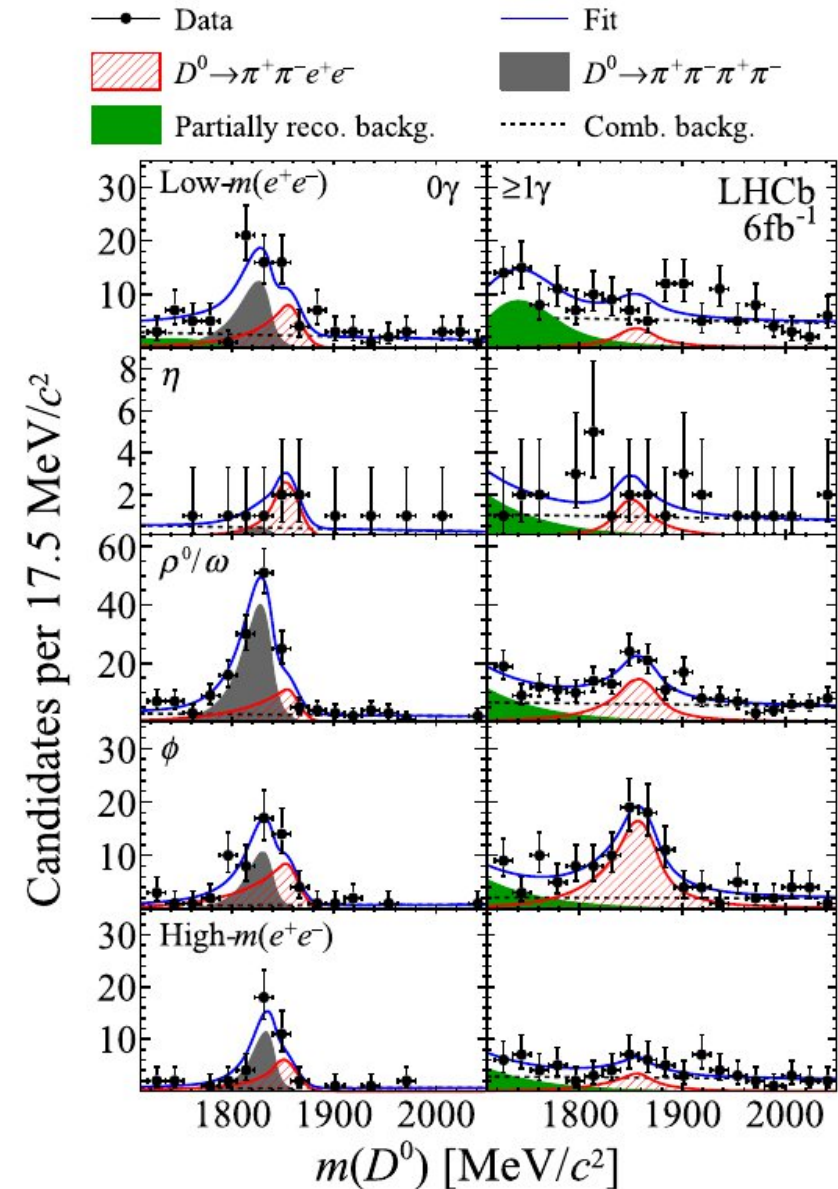 Data
Fit
D⁰→π⁺π⁻e⁺e⁻
D⁰→π⁺π⁻π⁺π⁻
Partially reco. backg.
Comb. backg.
Candidates per 17.5 MeV/c²
30
20
10
Low-m(e⁺e⁻)
0γ
≥1γ
LHCb
6fb⁻¹
8
6
4
2
η
60
40
20
ρ⁰/ω
30
20
10
ϕ
30
20
10
High-m(e⁺e⁻)
1800 1900 2000 1800 1900 2000
m(D⁰) [MeV/c²]